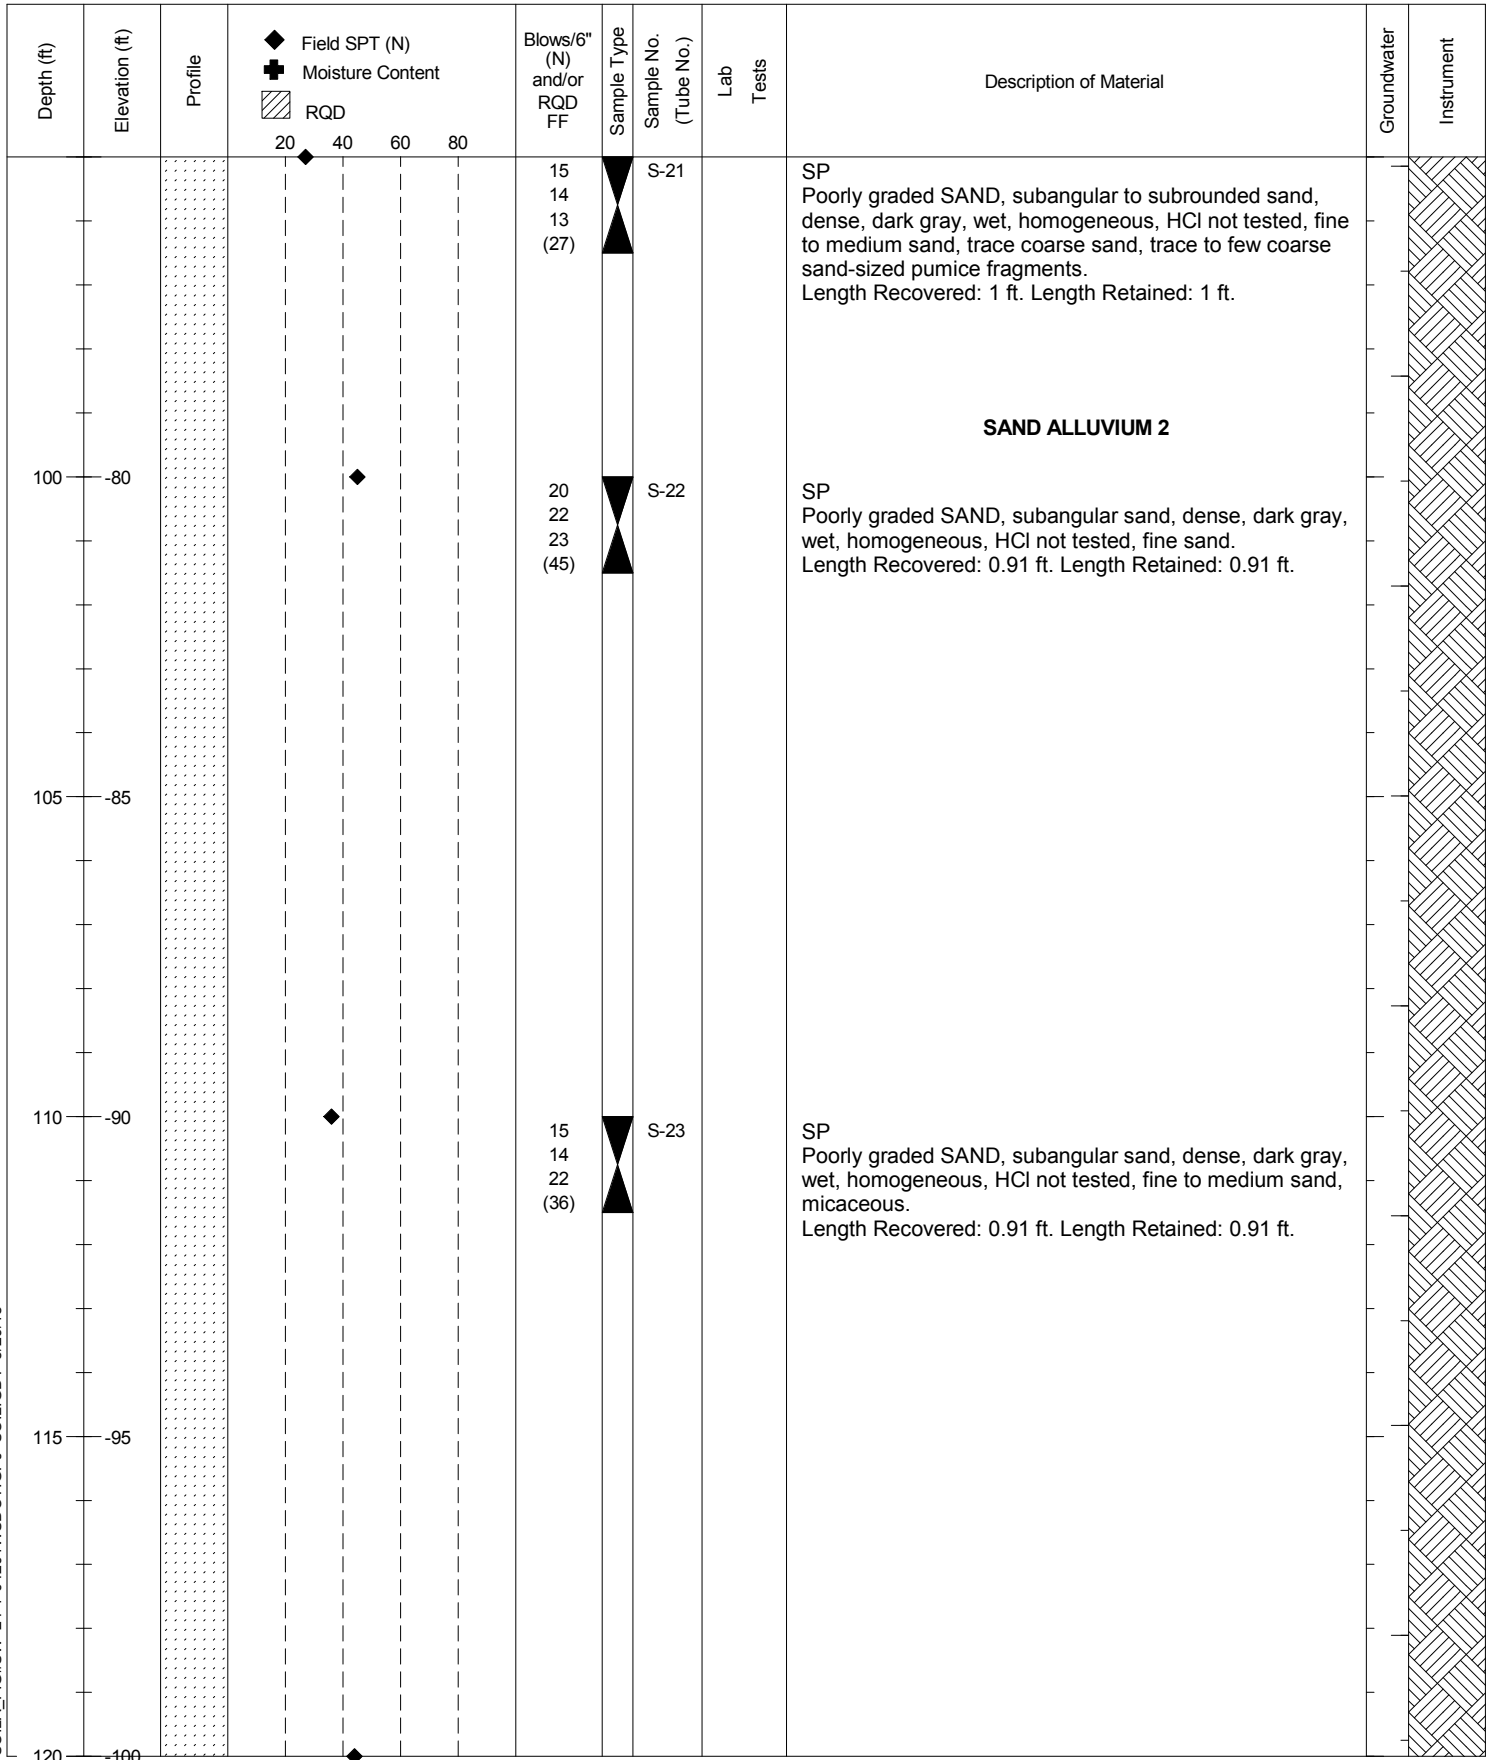 Depth (ft)
Elevation (ft)
Profile
Field SPT (N)
Moisture Content
RQD
20 40 60 80
Blows/6"
(N)
and/or
RQD
FF
Sample Type
Sample No.
(Tube No.)
Lab
Tests
Description of Material
Groundwater
Instrument
15
14
13
(27)
S-21
SP
Poorly graded SAND, subangular to subrounded sand,
dense, dark gray, wet, homogeneous, HCl not tested, fine
to medium sand, trace coarse sand, trace to few coarse
sand-sized pumice fragments.
Length Recovered: 1 ft. Length Retained: 1 ft.
SAND ALLUVIUM 2
100 -80
20
22
23
(45)
S-22
SP
Poorly graded SAND, subangular sand, dense, dark gray,
wet, homogeneous, HCl not tested, fine sand.
Length Recovered: 0.91 ft. Length Retained: 0.91 ft.
105 -85
110 -90
15
14
22
(36)
S-23
SP
Poorly graded SAND, subangular sand, dense, dark gray,
wet, homogeneous, HCl not tested, fine to medium sand,
micaceous.
Length Recovered: 0.91 ft. Length Retained: 0.91 ft.
115 -95
120 -100